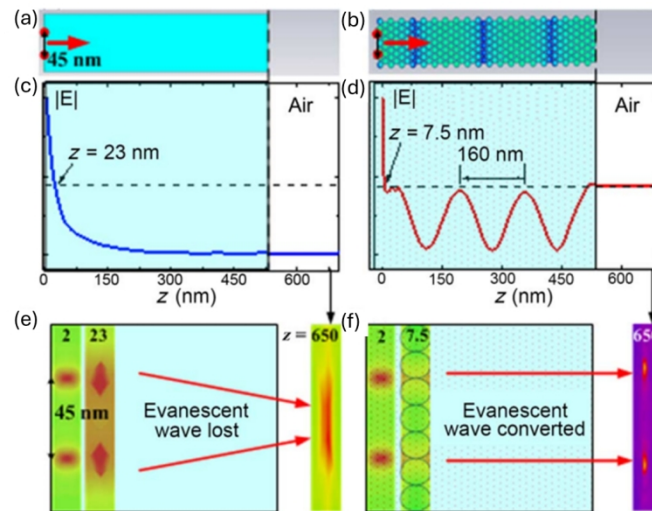 (a)
45 nm
(b)
(c)
|E|
Air
z = 23 nm
0 150 300 450 600
z (nm)
(d)
|E|
Air
z = 7.5 nm
160 nm
0 150 300 450 600
z (nm)
(e)
2 23
45 nm
Evanescent
wave lost
z = 650
(f)
2 7.5
Evanescent
wave converted
650